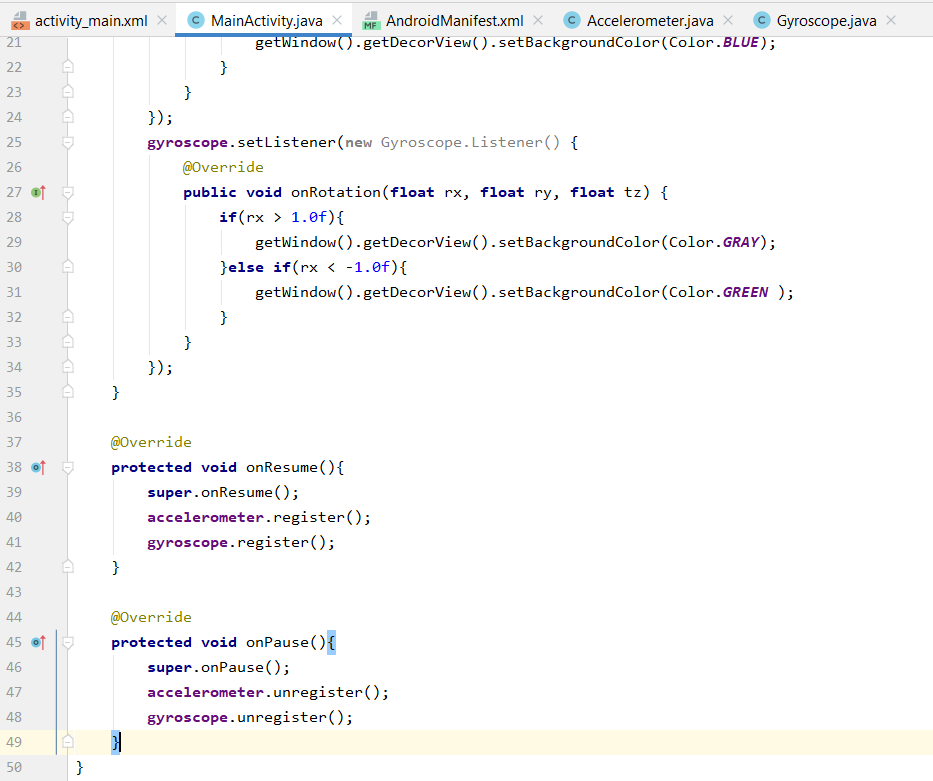 activity_main.xml MainActivity.java AndroidManifest.xml Accelerometer.java Gyroscope.java
21 getWindow().getDecorView().setBackgroundColor(Color.BLUE);
22 }
23 }
24 });
25 gyroscope.setListener(new Gyroscope.Listener() {
26 @Override
27 public void onRotation(float rx, float ry, float tz) {
28 if(rx > 1.0f){
29 getWindow().getDecorView().setBackgroundColor(Color.GRAY);
30 }else if(rx < -1.0f){
31 getWindow().getDecorView().setBackgroundColor(Color.GREEN );
32 }
33 }
34 });
35 }
36
37 @Override
38 protected void onResume(){
39 super.onResume();
40 accelerometer.register();
41 gyroscope.register();
42 }
43
44 @Override
45 protected void onPause(){
46 super.onPause();
47 accelerometer.unregister();
48 gyroscope.unregister();
49 }
50 }